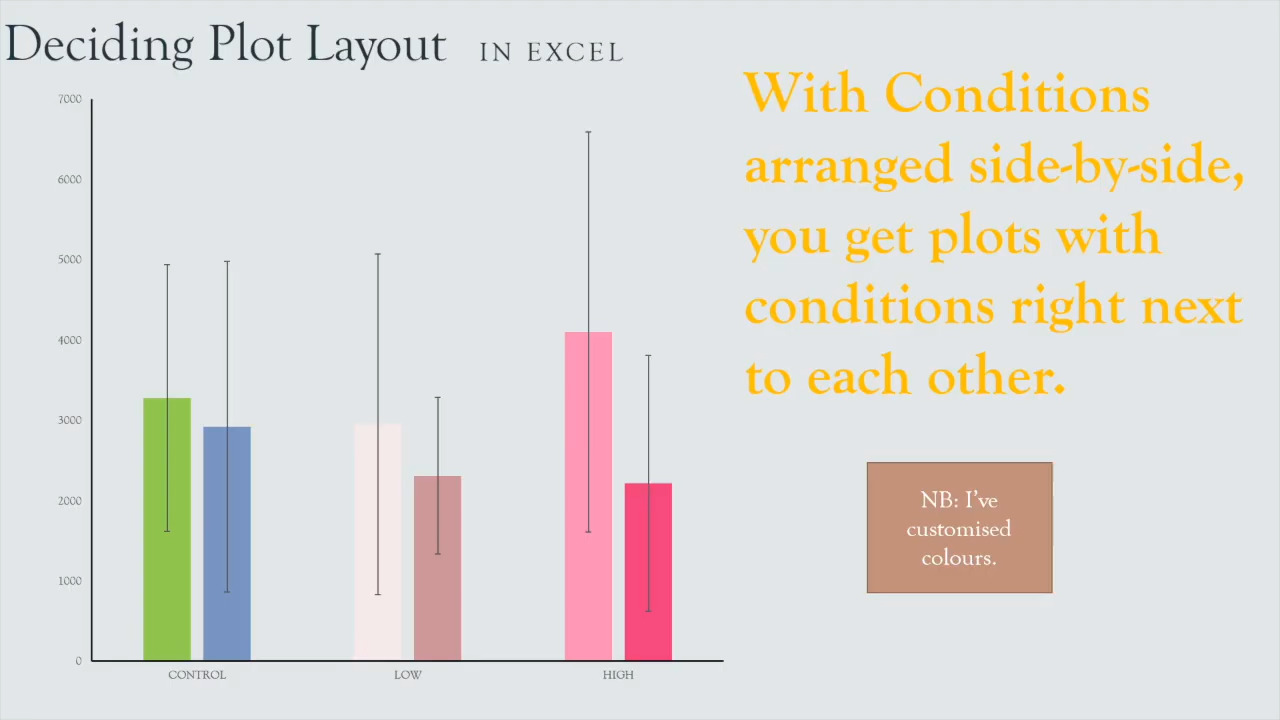 Deciding Plot Layout IN EXCEL
7000
6000
5000
4000
3000
2000
1000
0
CONTROL LOW HIGH
With Conditions
arranged side-by-side,
you get plots with
conditions right next
to each other.
NB: I've
customised
colours.